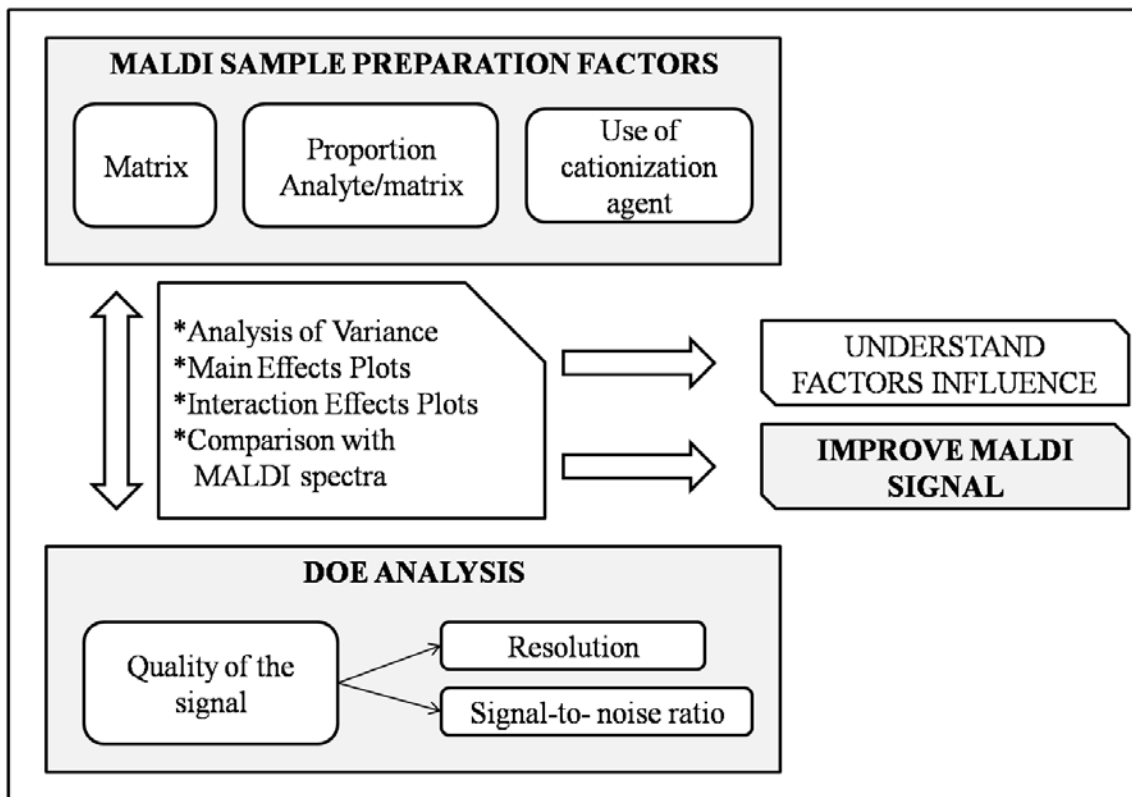 MALDI SAMPLE PREPARATION FACTORS
Matrix
Proportion
Analyte/matrix
Use of
cationization
agent
*Analysis of Variance
*Main Effects Plots
*Interaction Effects Plots
*Comparison with
MALDI spectra
UNDERSTAND
FACTORS INFLUENCE
IMPROVE MALDI
SIGNAL
DOE ANALYSIS
Quality of the
signal
Resolution
Signal-to- noise ratio